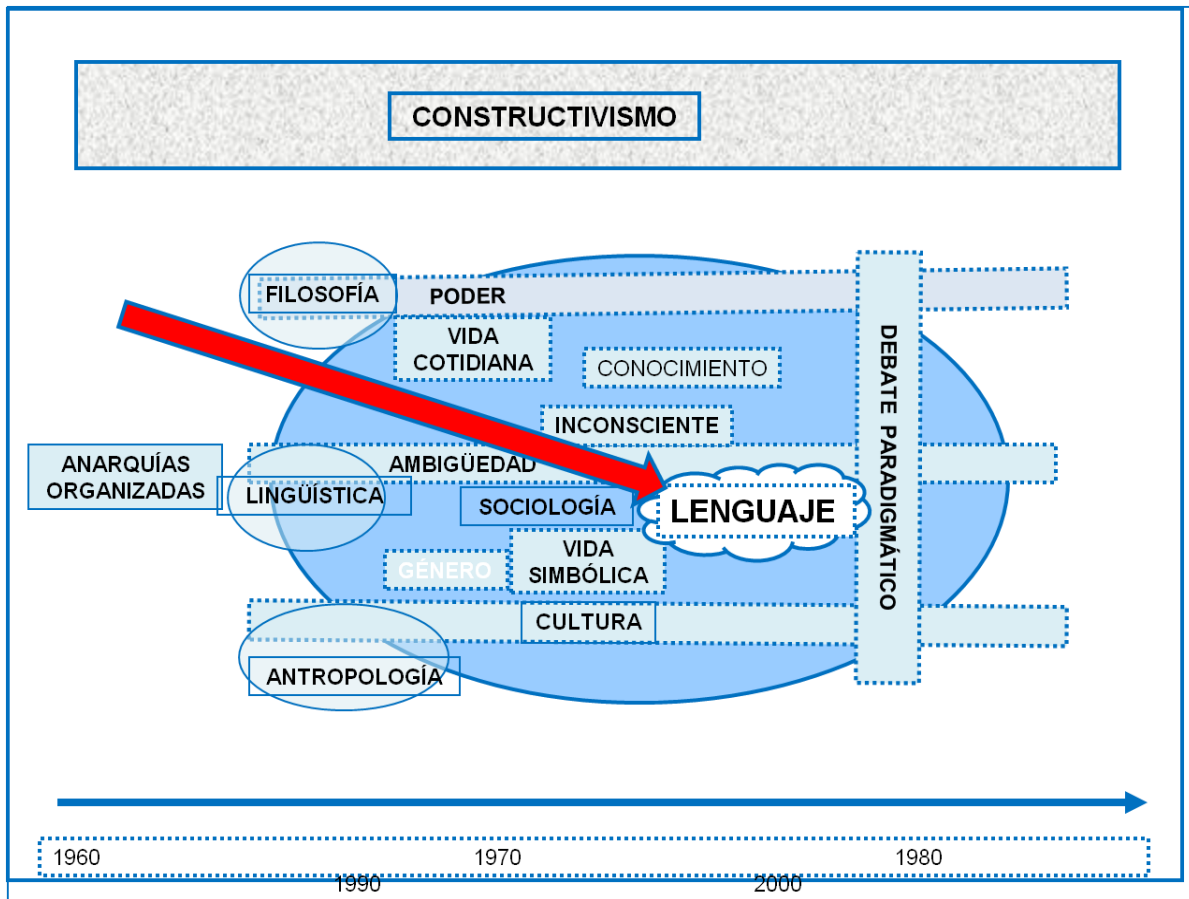 CONSTRUCTIVISMO
FILOSOFÍA
PODER
VIDA
COTIDIANA
CONOCIMIENTO
INCONSCIENTE
DEBATE PARADIGMÁTICO
ANARQUÍAS
ORGANIZADAS
AMBIGÜEDAD
LINGÜÍSTICA
SOCIOLOGÍA
LENGUAJE
VIDA
SIMBÓLICA
GÉNERO
CULTURA
ANTROPOLOGÍA
1960 1970 1980
1990 2000